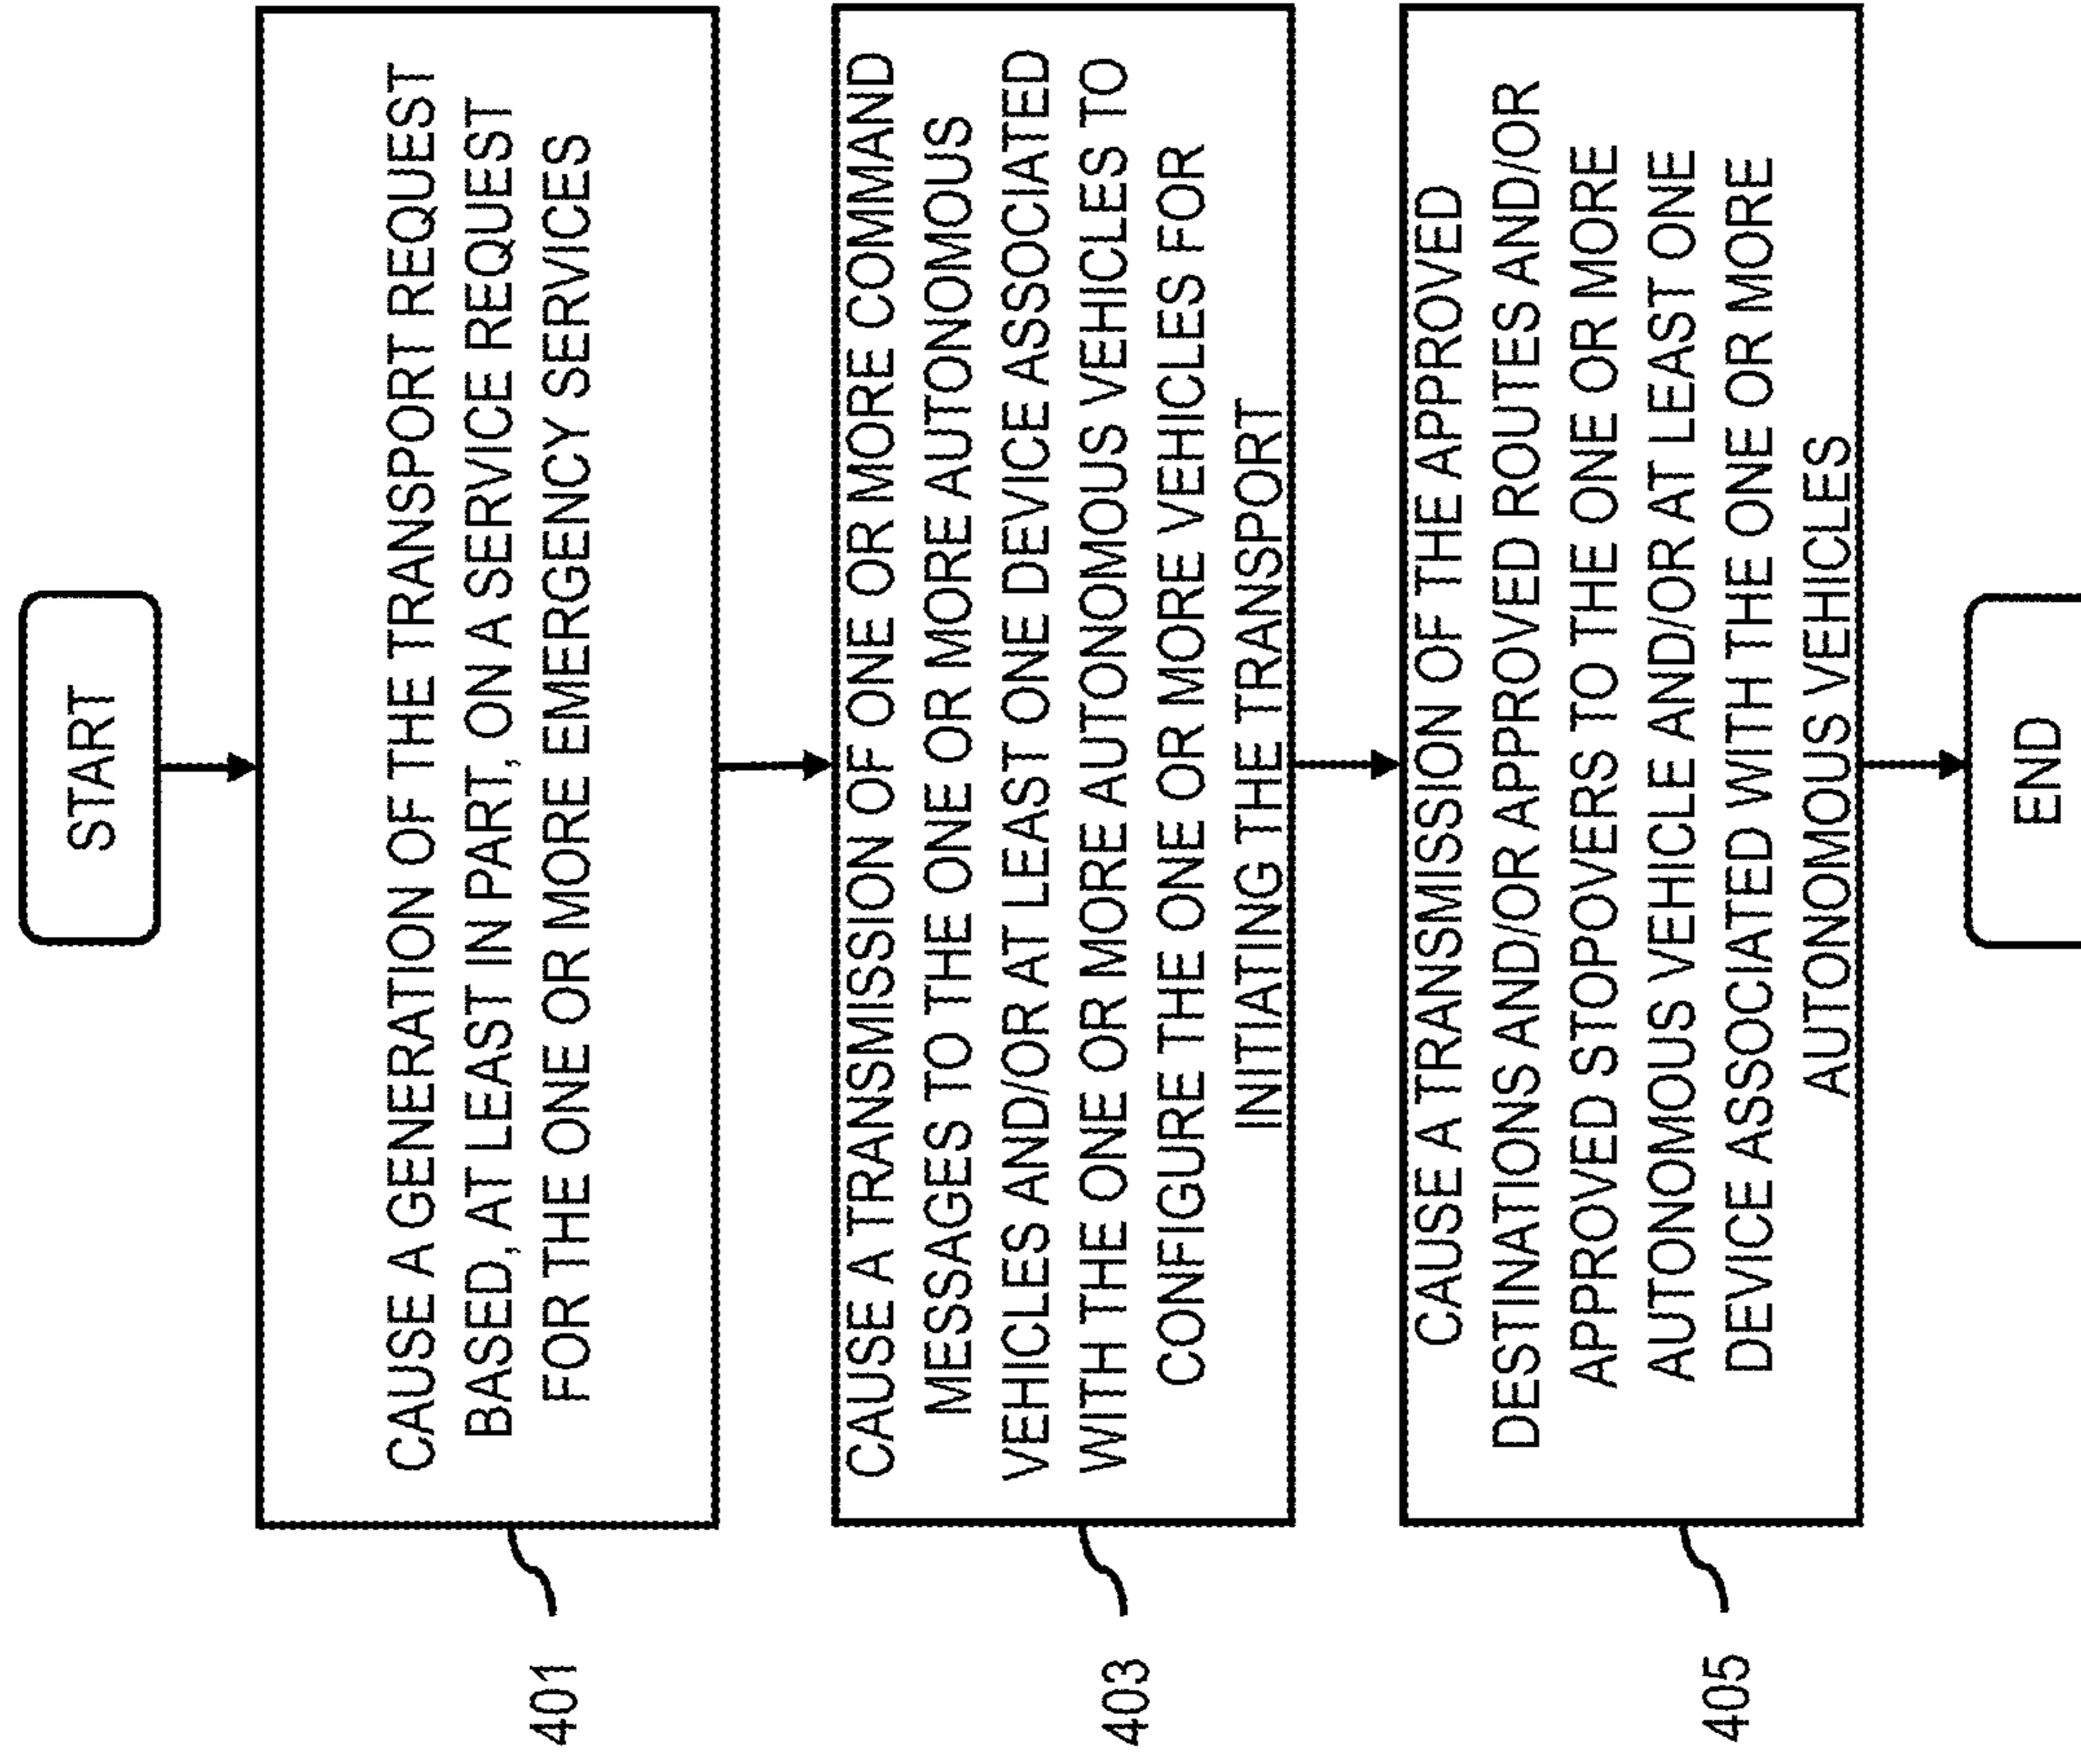 START
CAUSE A GENERATION OF THE TRANSPORT REQUEST
BASED, AT LEAST IN PART, ON A SERVICE REQUEST
FOR THE ONE OR MORE EMERGENCY SERVICES
401
CAUSE A TRANSMISSION OF ONE OR MORE COMMAND
MESSAGES TO THE ONE OR MORE AUTONOMOUS
VEHICLES AND/OR AT LEAST ONE DEVICE ASSOCIATED
WITH THE ONE OR MORE AUTONOMOUS VEHICLES TO
CONFIGURE THE ONE OR MORE VEHICLES FOR
INITIATING THE TRANSPORT
403
CAUSE A TRANSMISSION OF THE APPROVED
DESTINATIONS AND/OR APPROVED ROUTES AND/OR
APPROVED STOPOVERS TO THE ONE OR MORE
AUTONOMOUS VEHICLE AND/OR AT LEAST ONE
DEVICE ASSOCIATED WITH THE ONE OR MORE
AUTONOMOUS VEHICLES
405
END